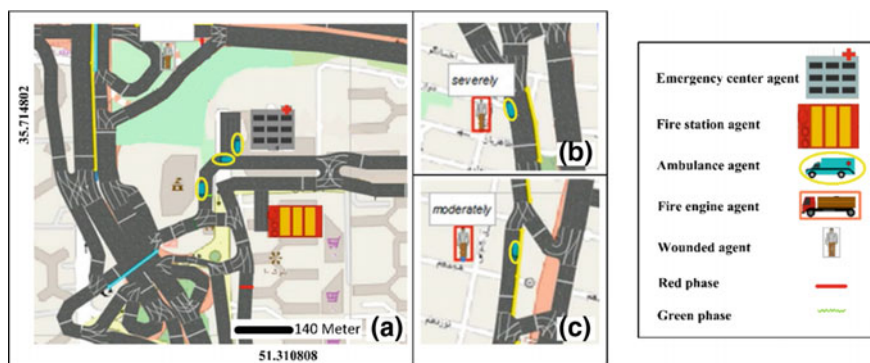 35.714802
140 Meter
(a)
51.310808
severely
(b)
moderately
(c)
Emergency center agent
Fire station agent
Ambulance agent
Fire engine agent
Wounded agent
Red phase
Green phase